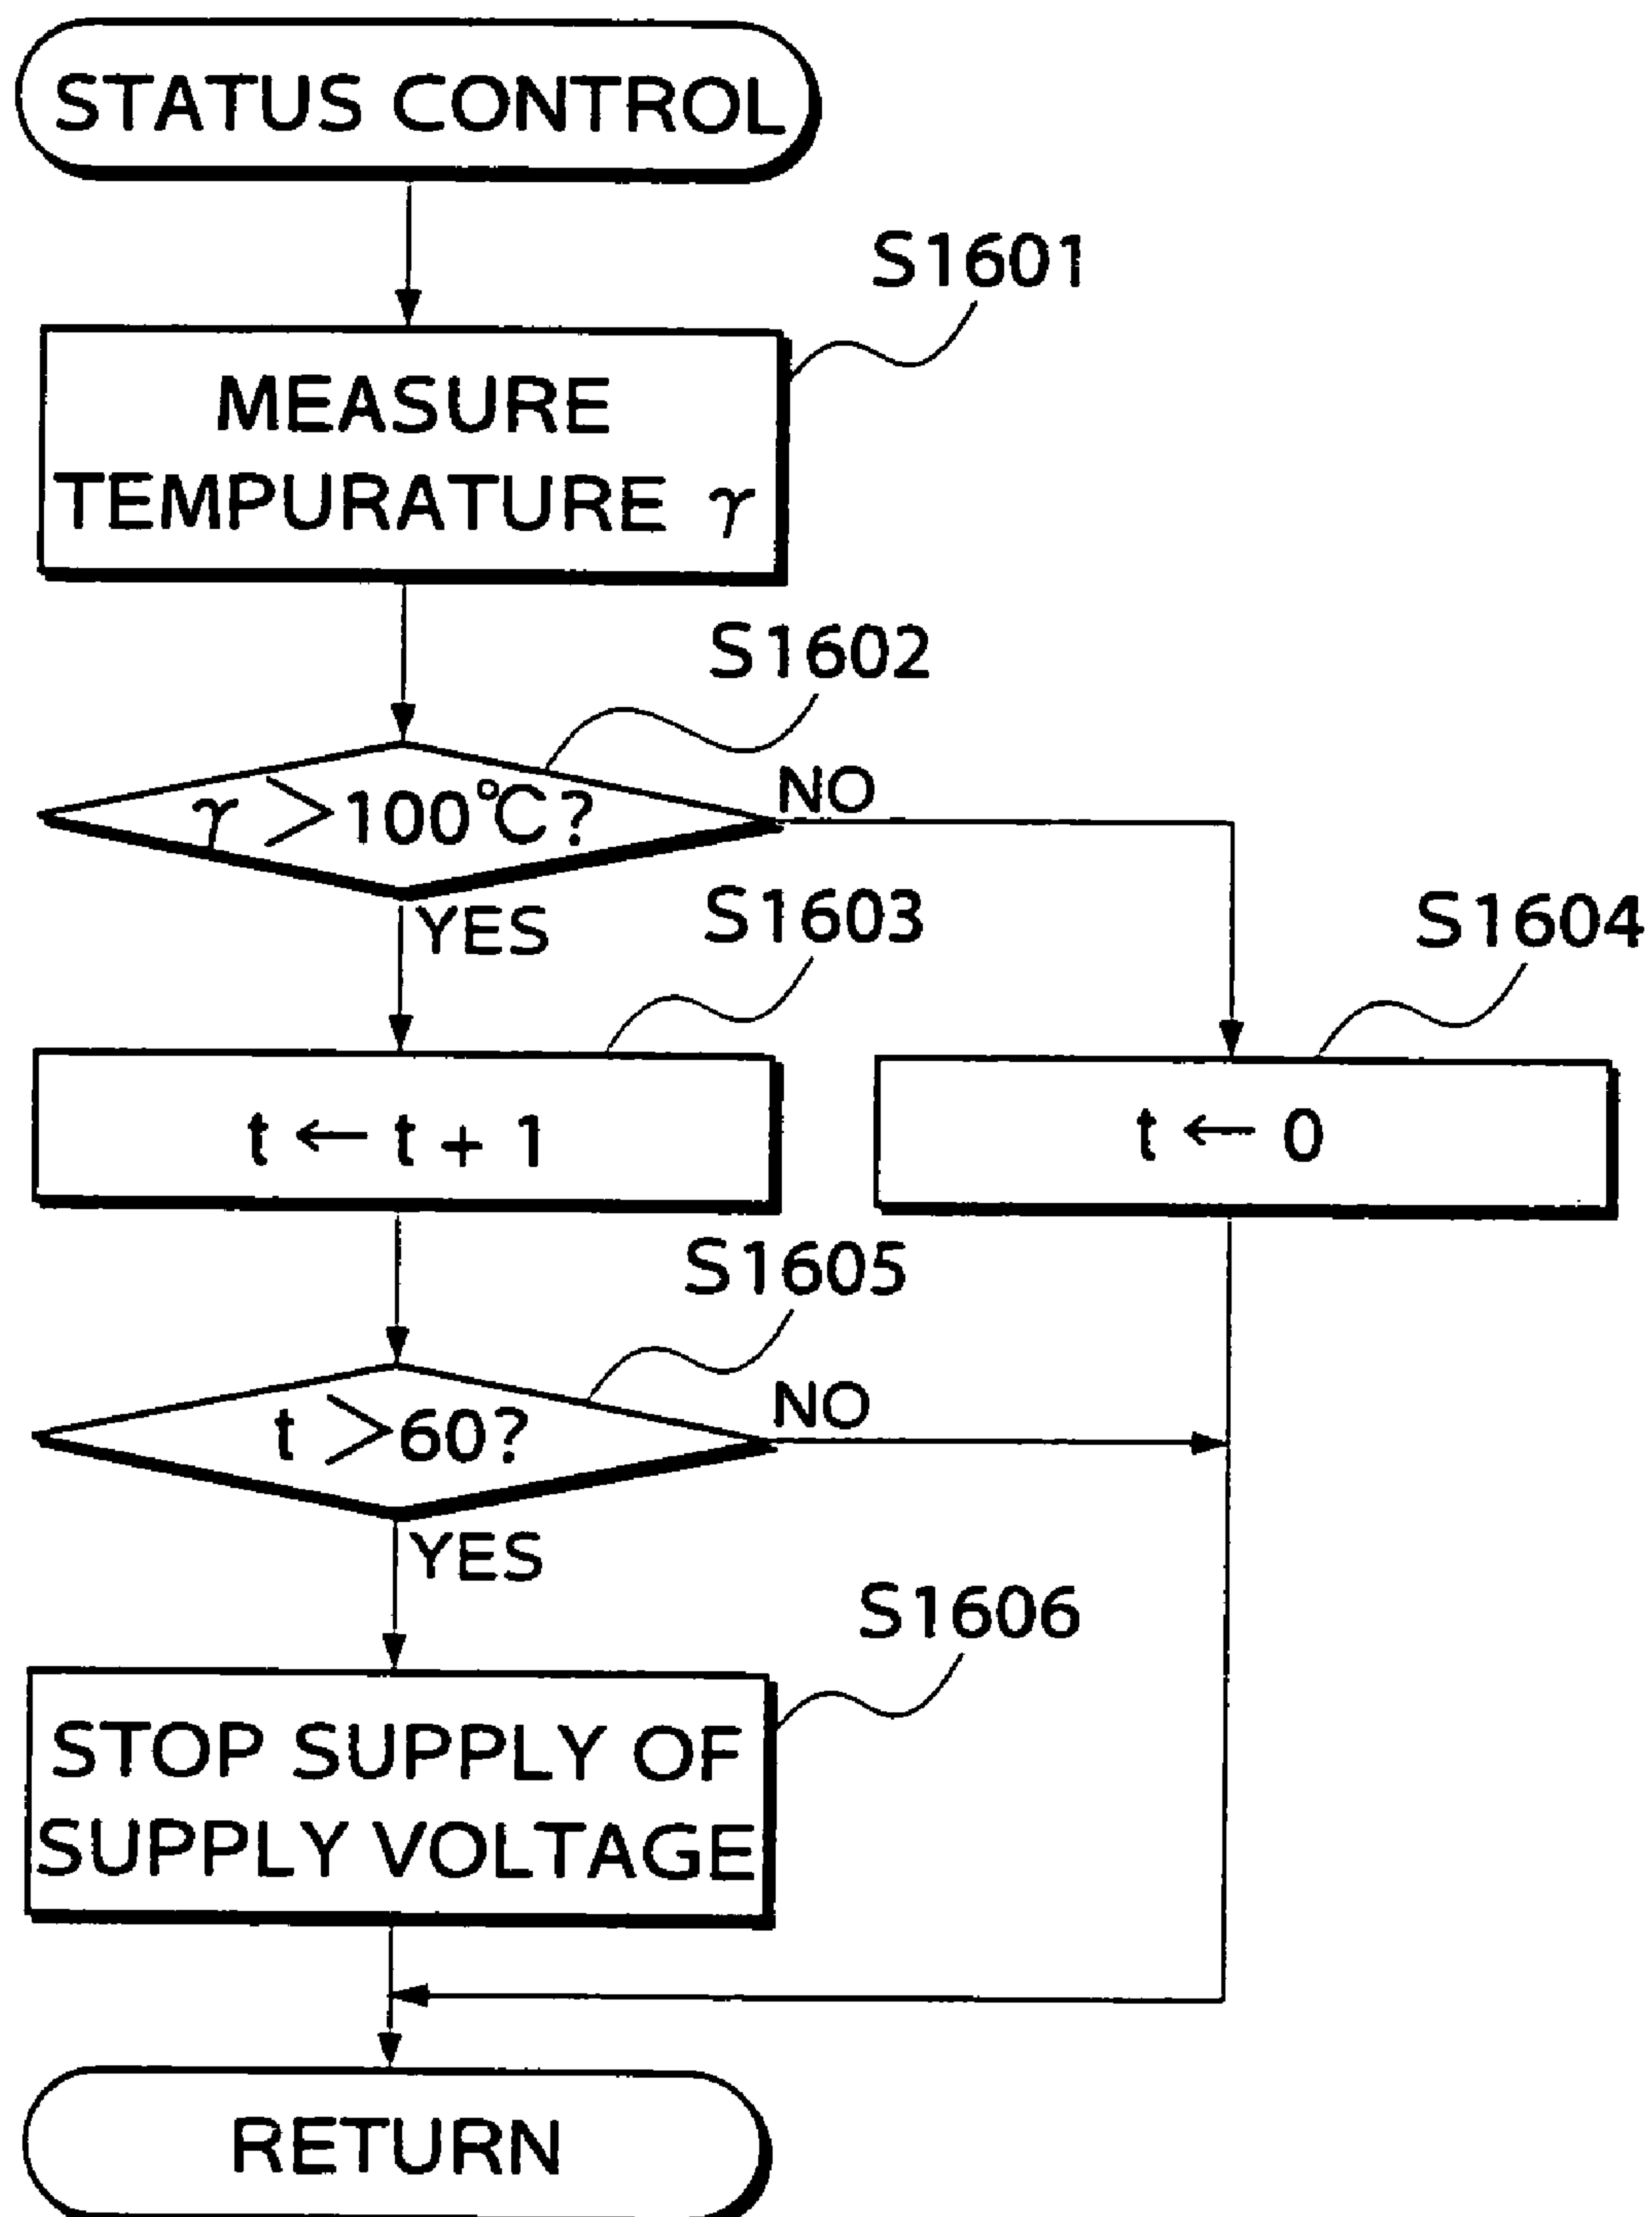 STATUS CONTROL
S1601
MEASURE
TEMPURATURE γ
S1602
γ >100℃?
NO
YES
S1603
S1604
t ← t + 1
t ← 0
S1605
t >60?
NO
YES
S1606
STOP SUPPLY OF
SUPPLY VOLTAGE
RETURN